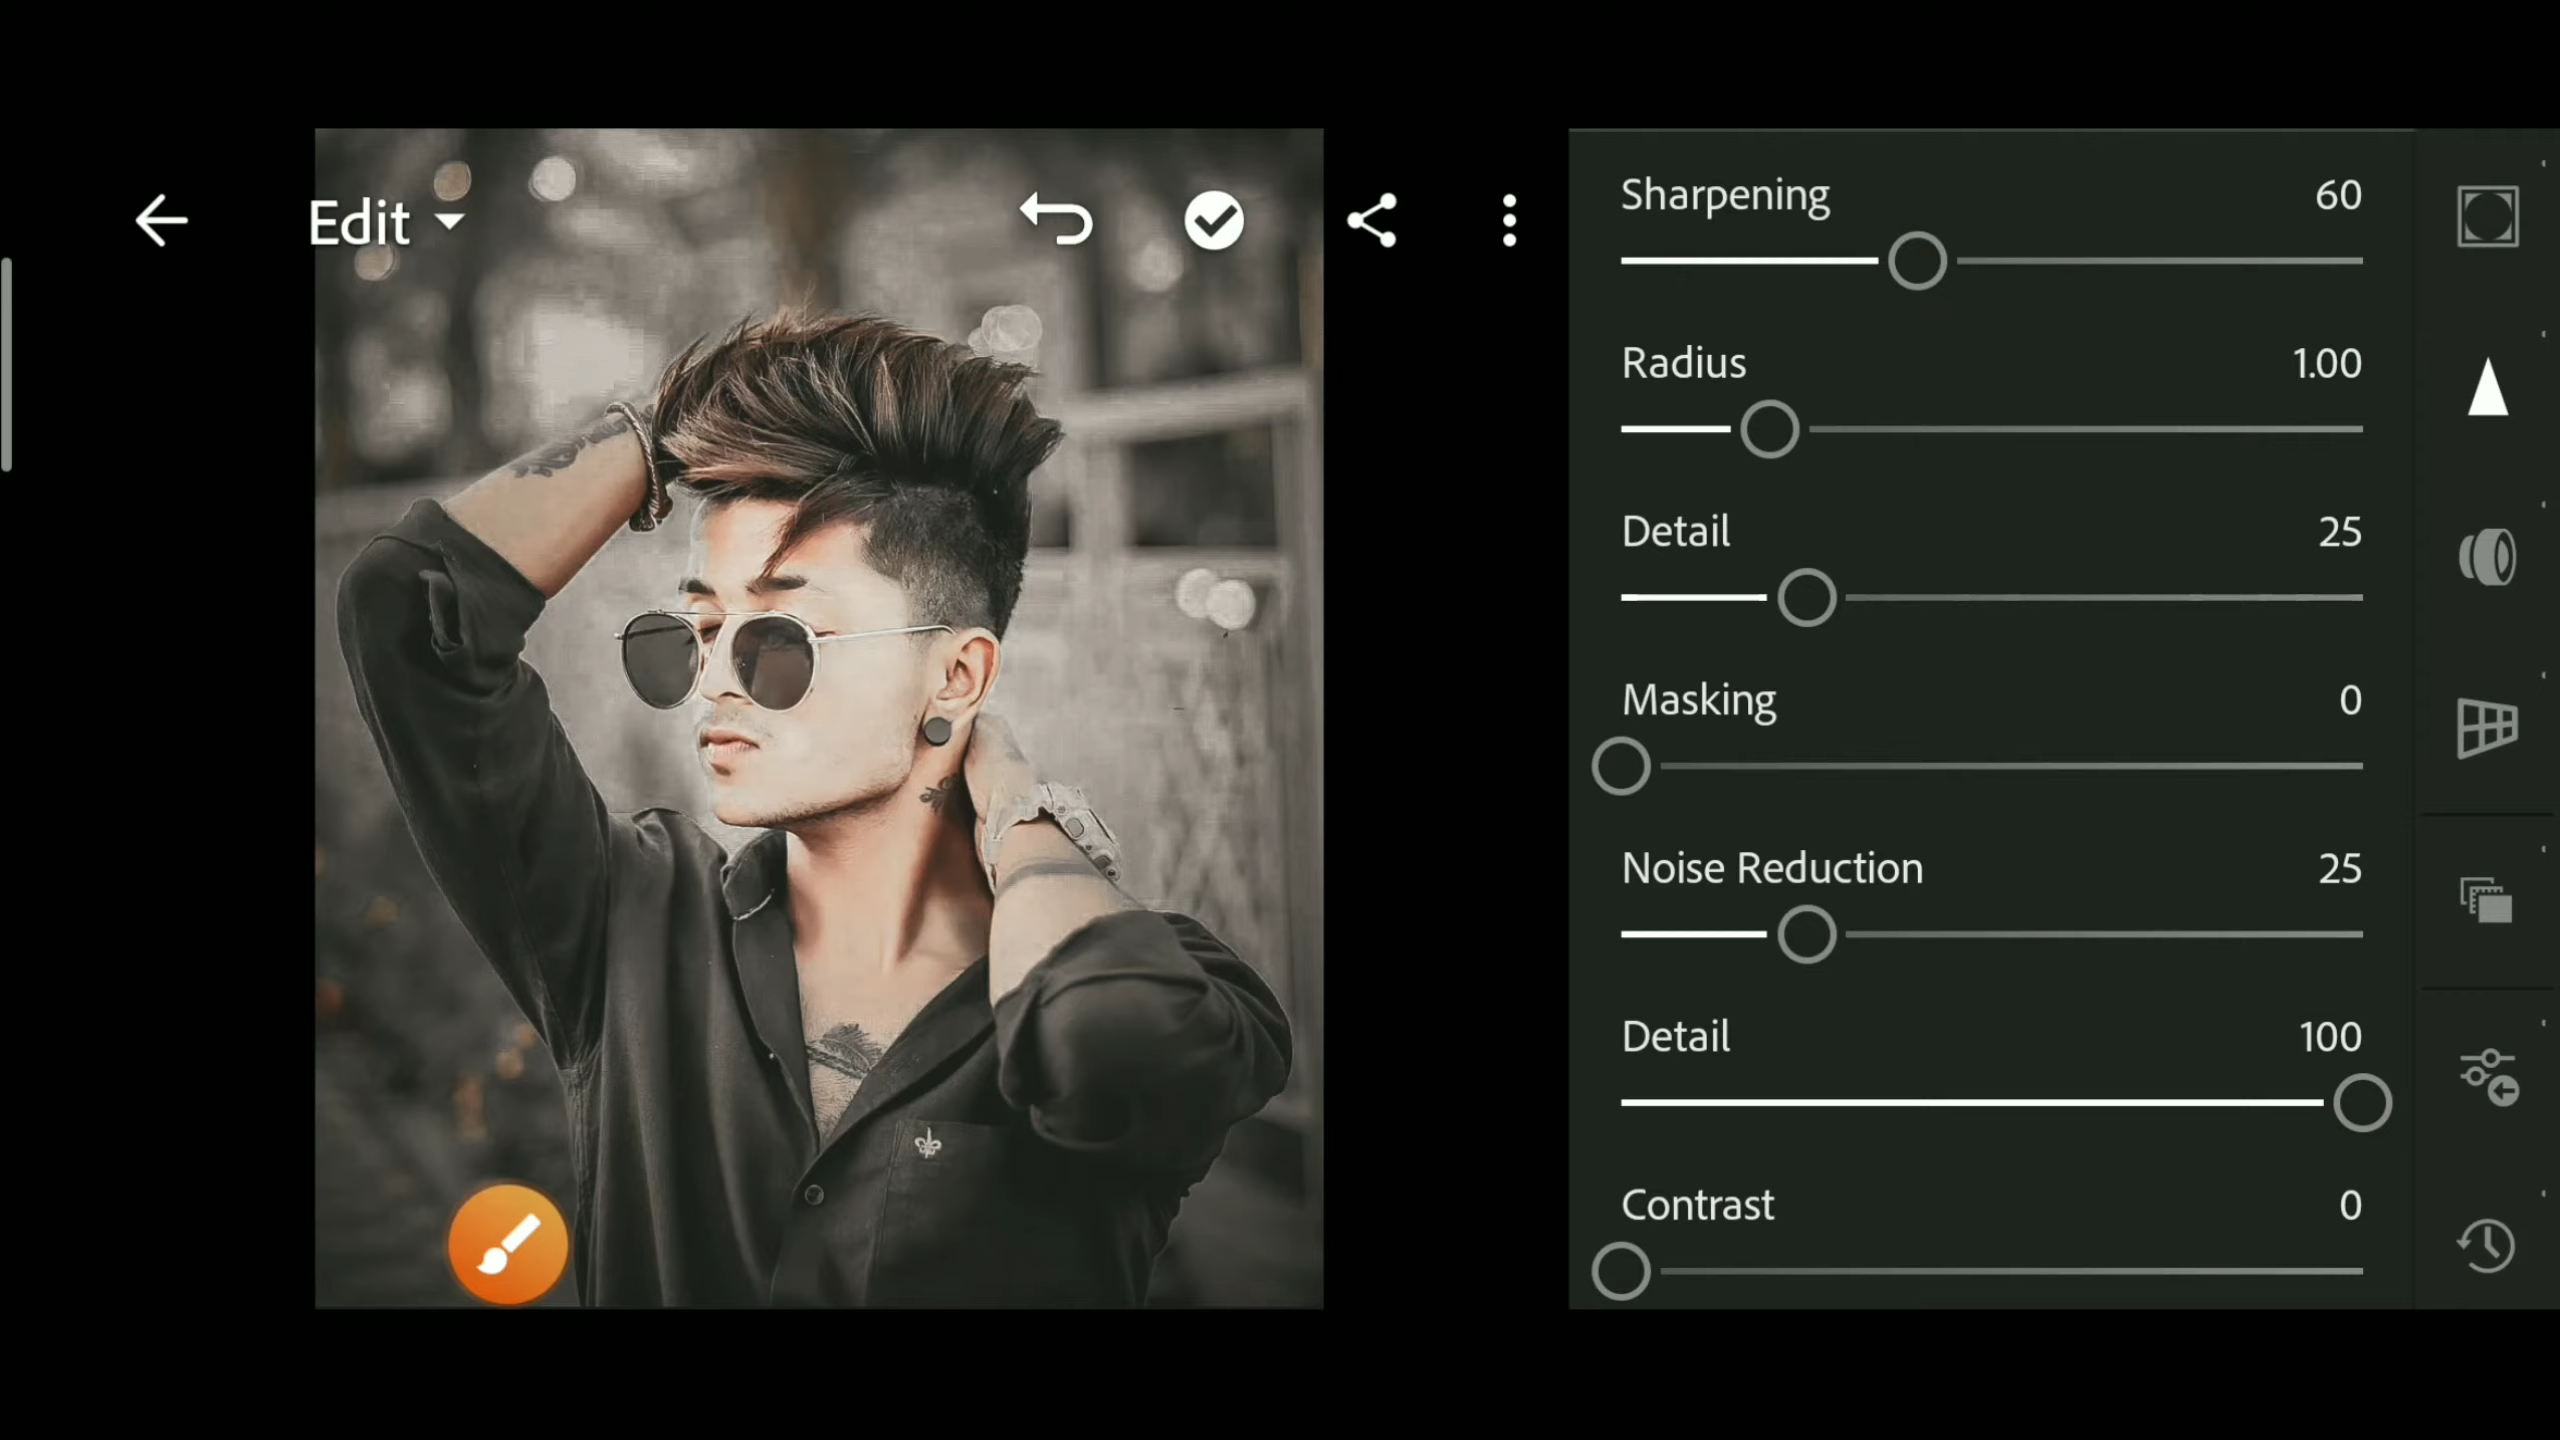 Edit
Sharpening 60
Radius 1.00
Detail 25
Masking 0
Noise Reduction 25
Detail 100
Contrast 0